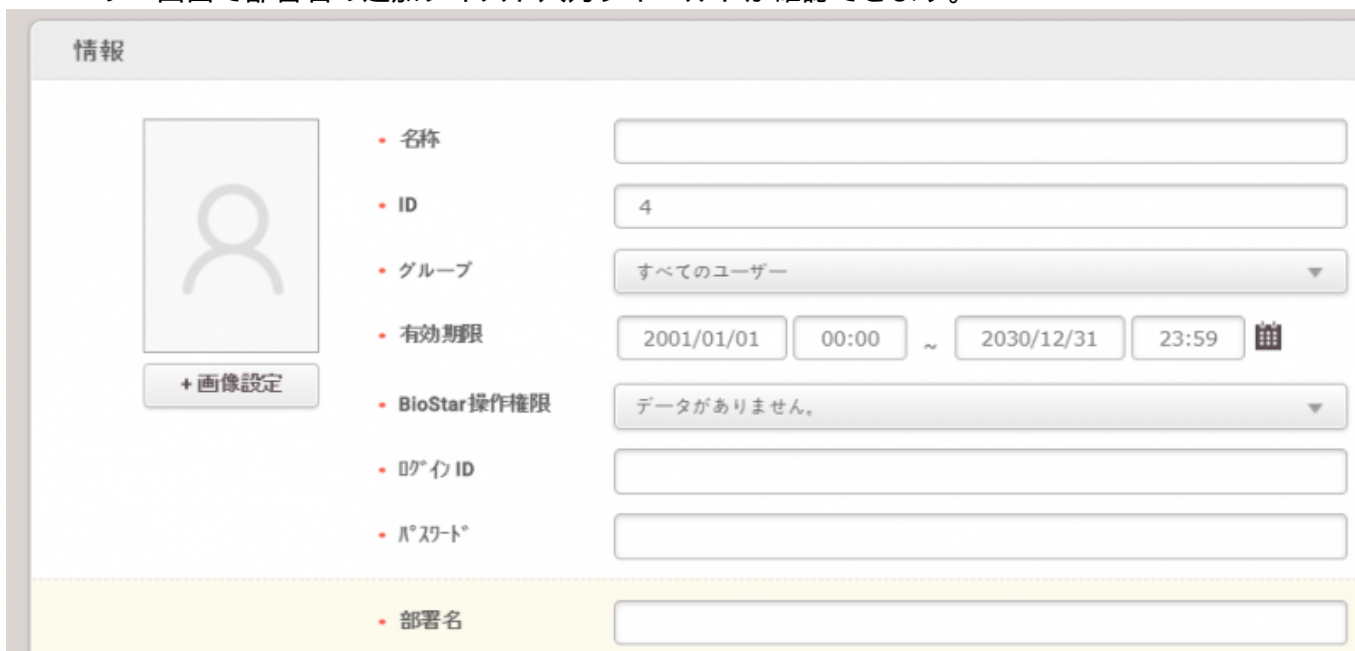 情報
• 名称
• ID 4
• グループ すべてのユーザー
• 有効期限 2001/01/01 00:00 ~ 2030/12/31 23:59
+画像設定
• BioStar操作権限 データがありません。
• ﾛｸﾞｲﾝ ID
• ﾊﾟｽﾜｰﾄﾞ
• 部署名